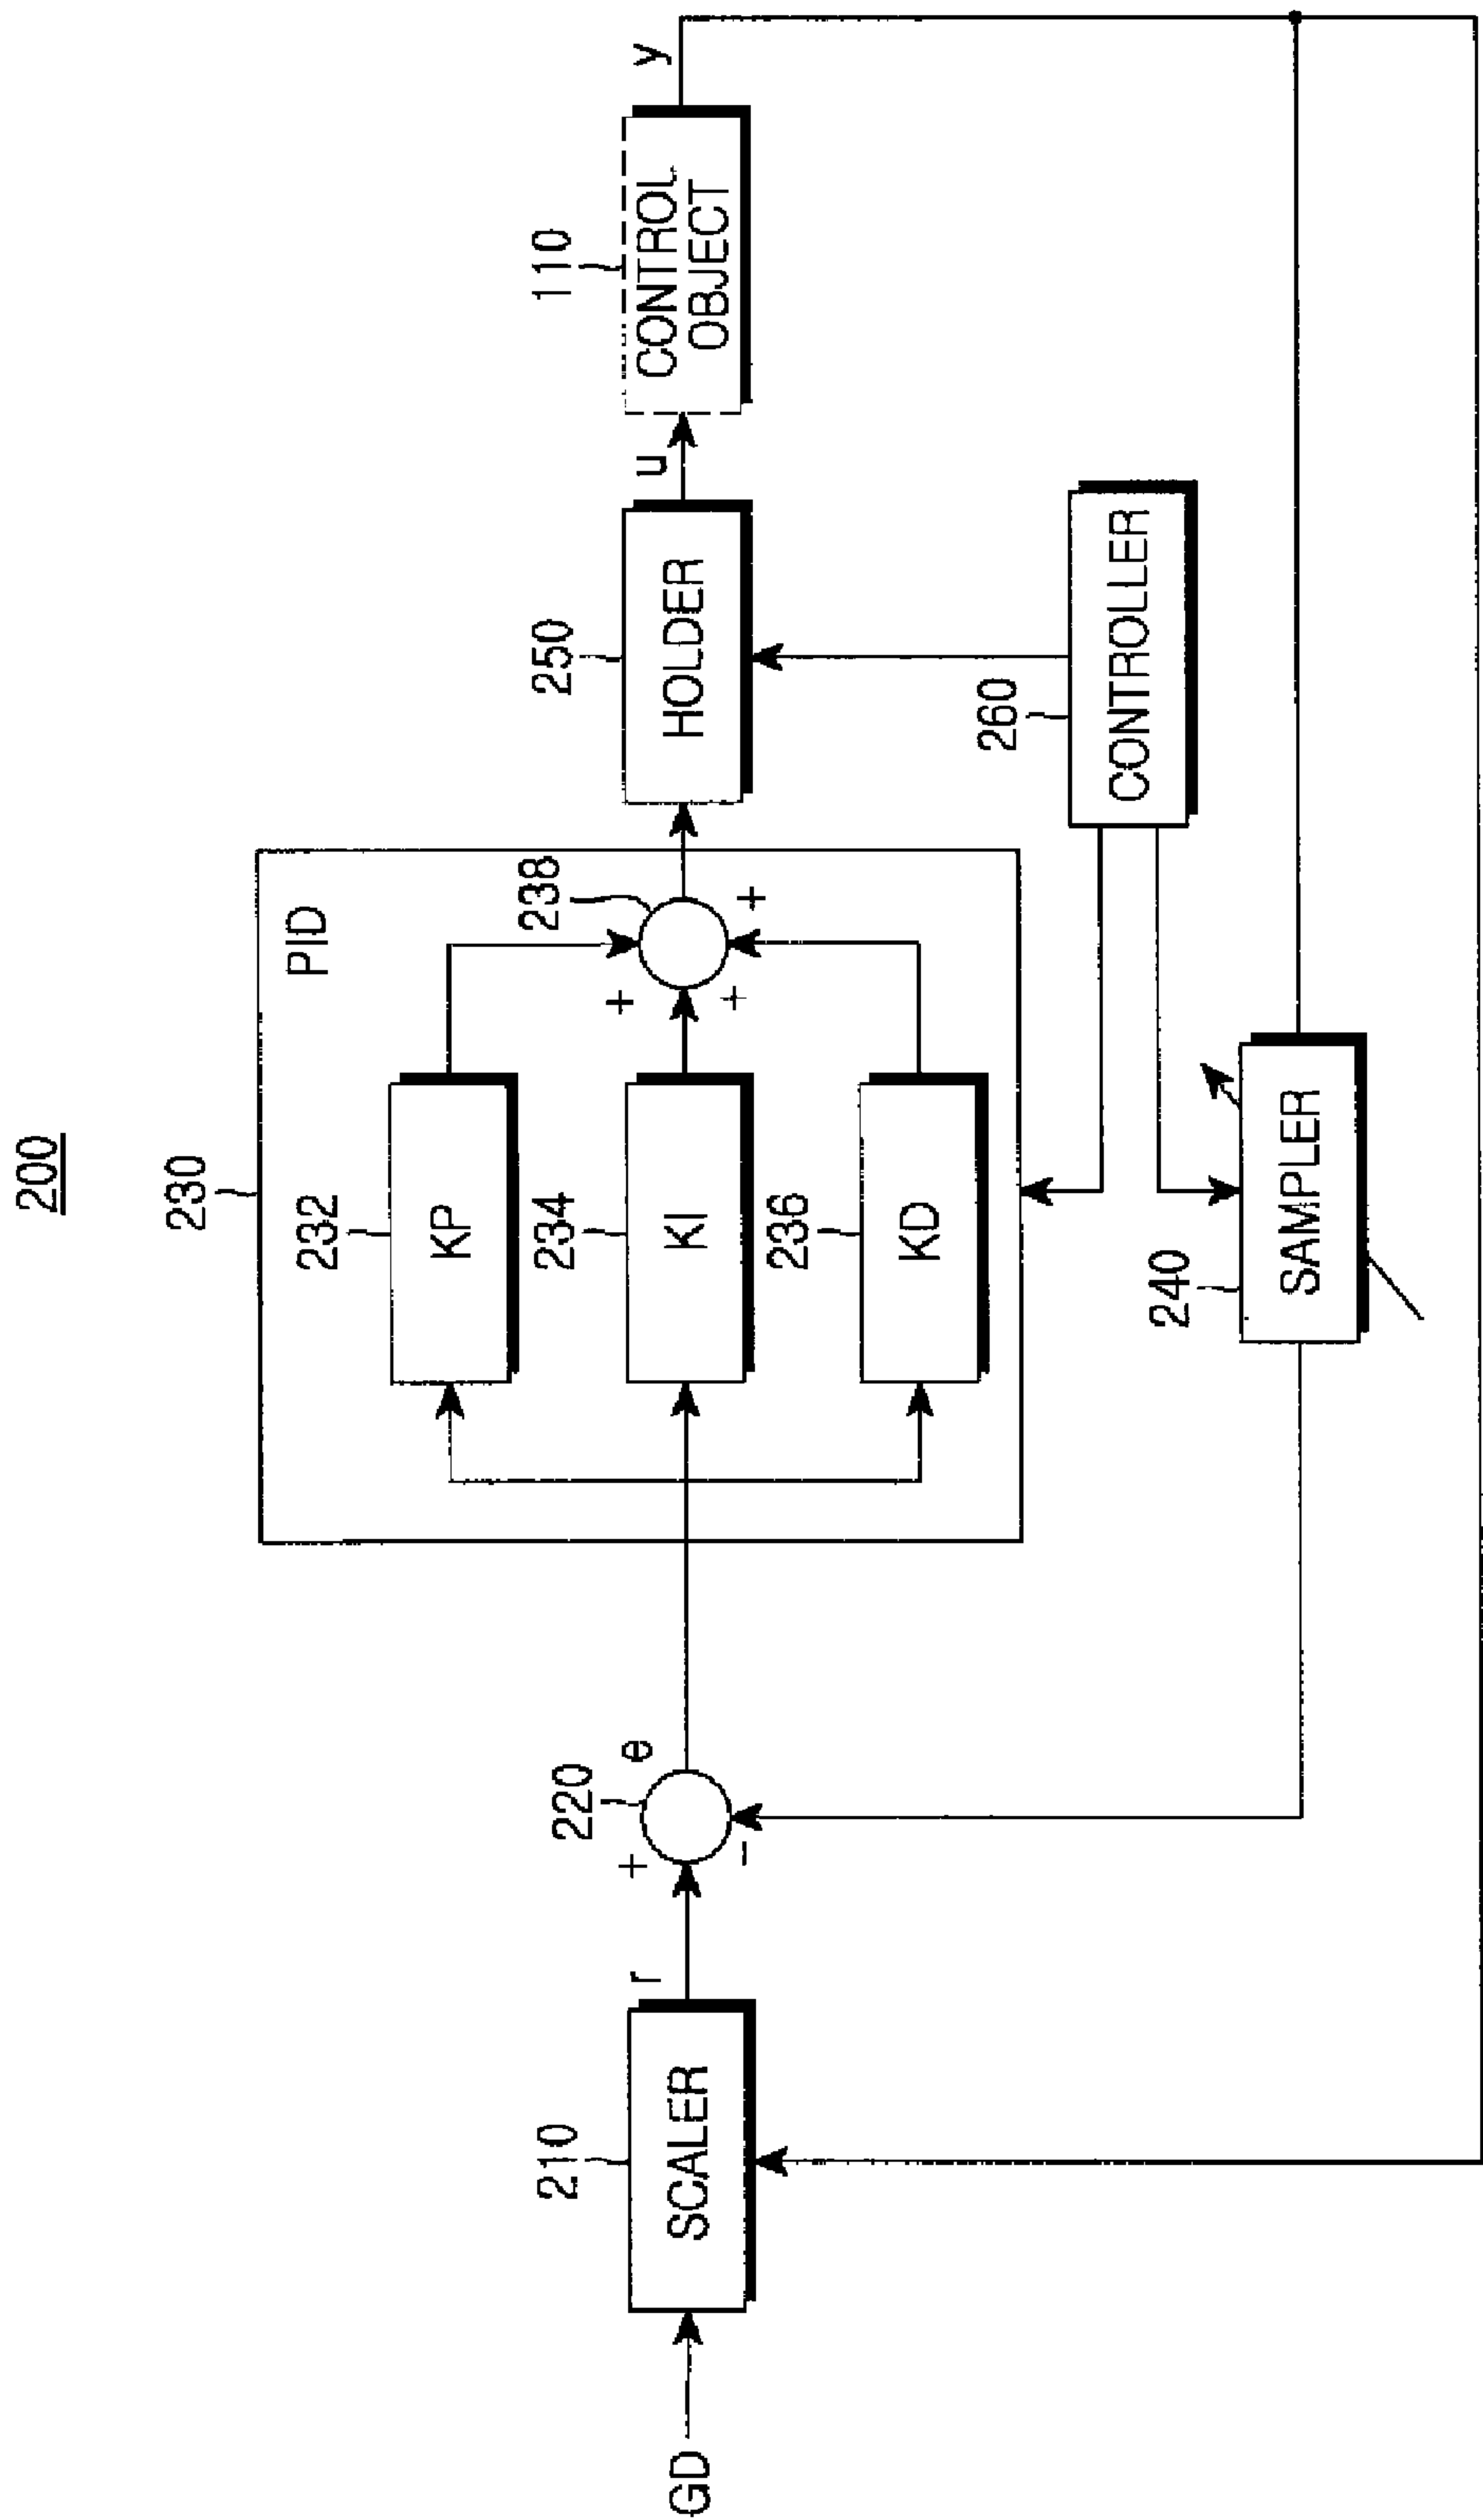 200
230
PID
232
KP
238
+
+
+
234
KI
236
KD
210
SCALER
GD
r
220
+
-
e
250
HOLDER
u
110
CONTROL
OBJECT
y
260
CONTROLLER
240
SAMPLER